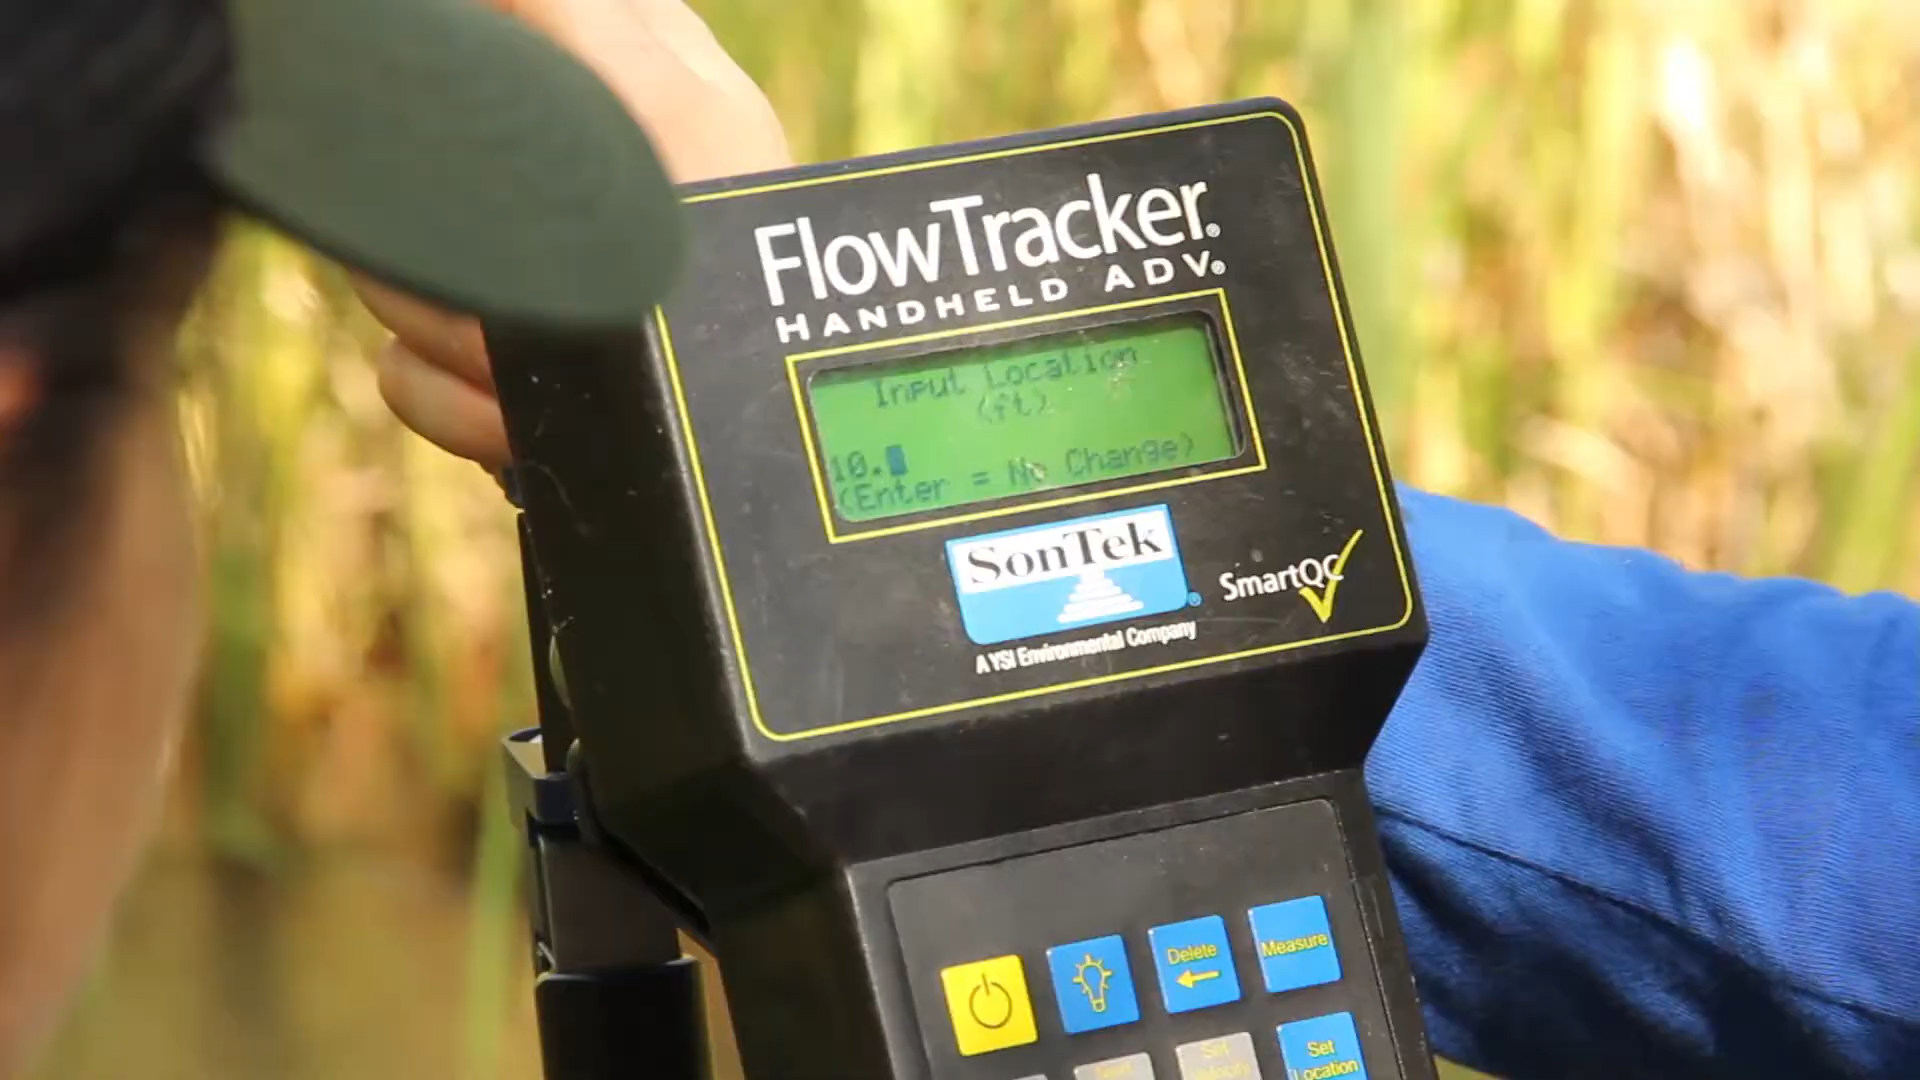 FlowTracker®
HANDHELD ADV®
Input Location
(ft)
10.
(Enter = No Change)
SonTek®
A YSI Environmental Company
SmartQC
Delete
Measure
Set
Set
Location